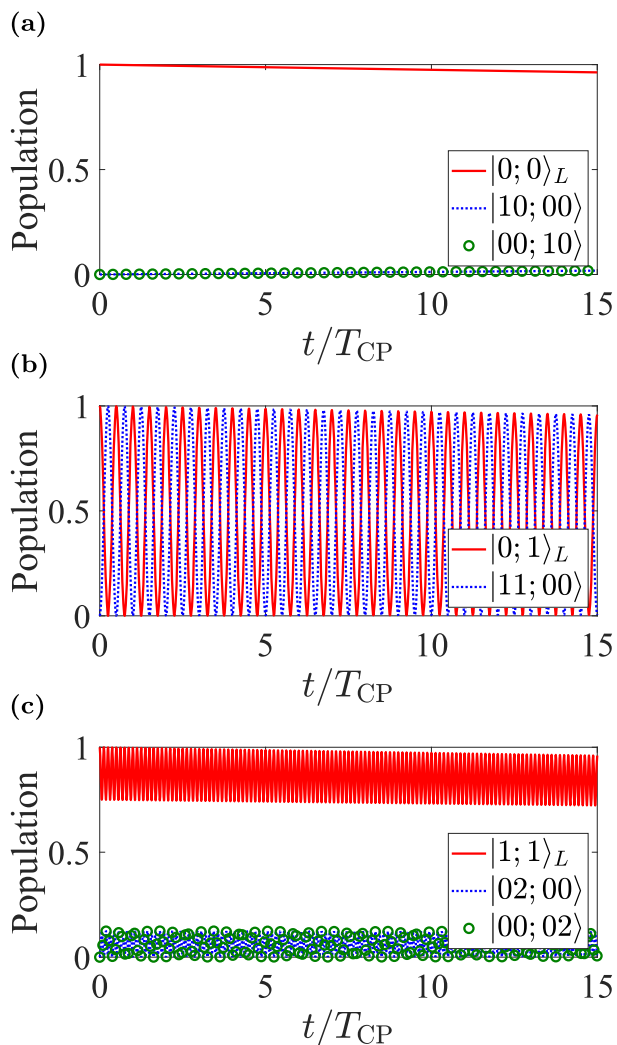 (a)
Population
1
0.5
0
|0; 0⟩_L
|10; 00⟩
|00; 10⟩
0 5 10 15
t/T_CP
(b)
Population
1
0.5
0
|0; 1⟩_L
|11; 00⟩
0 5 10 15
t/T_CP
(c)
Population
1
0.5
0
|1; 1⟩_L
|02; 00⟩
|00; 02⟩
0 5 10 15
t/T_CP